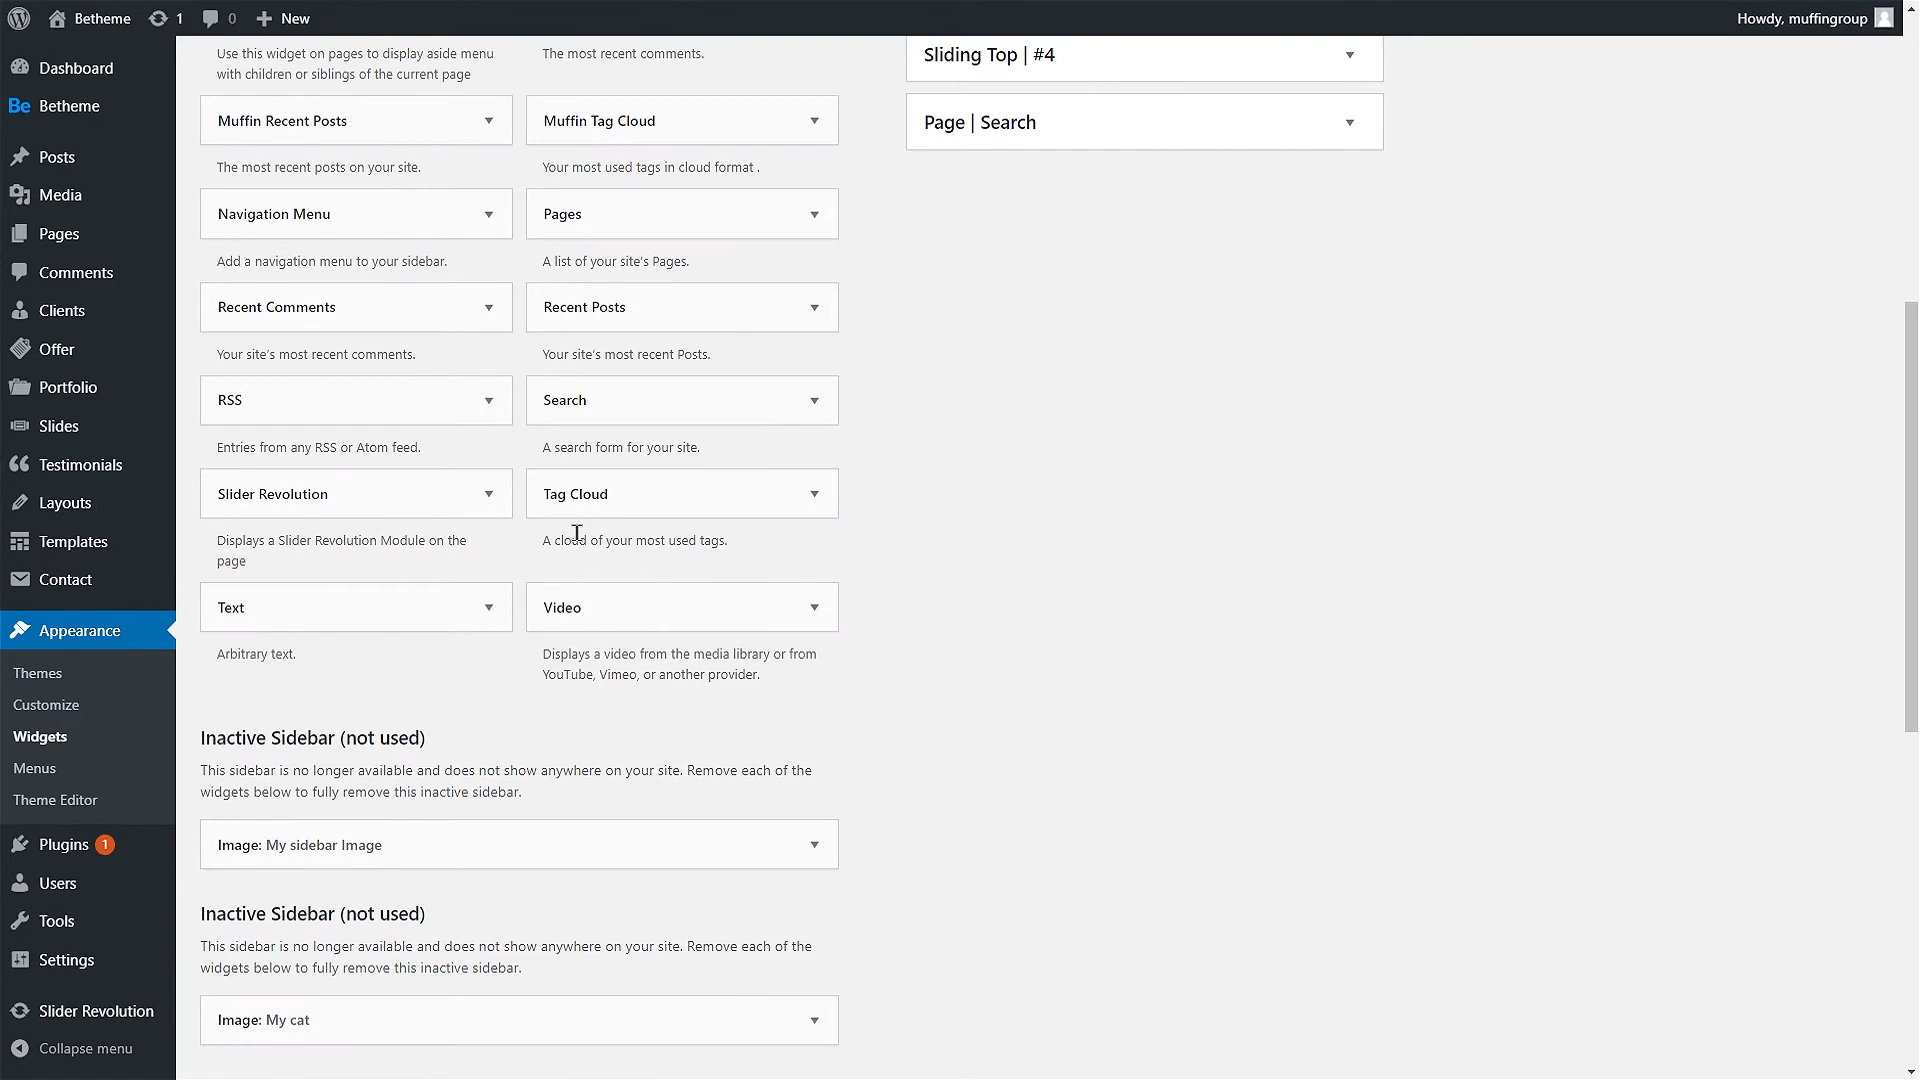 Betheme
1
0
New
Howdy, muffingroup
Dashboard
Be Betheme
Posts
Media
Pages
Comments
Clients
Offer
Portfolio
Slides
Testimonials
Layouts
Templates
Contact
Appearance
Themes
Customize
Widgets
Menus
Theme Editor
Plugins 1
Users
Tools
Settings
Slider Revolution
Collapse menu
Use this widget on pages to display aside menu
with children or siblings of the current page
The most recent comments.
Muffin Recent Posts
The most recent posts on your site.
Muffin Tag Cloud
Your most used tags in cloud format .
Navigation Menu
Add a navigation menu to your sidebar.
Pages
A list of your site’s Pages.
Recent Comments
Your site’s most recent comments.
Recent Posts
Your site’s most recent Posts.
RSS
Entries from any RSS or Atom feed.
Search
A search form for your site.
Slider Revolution
Displays a Slider Revolution Module on the
page
Tag Cloud
A cloud of your most used tags.
Text
Arbitrary text.
Video
Displays a video from the media library or from
YouTube, Vimeo, or another provider.
Inactive Sidebar (not used)
This sidebar is no longer available and does not show anywhere on your site. Remove each of the
widgets below to fully remove this inactive sidebar.
Image: My sidebar Image
Inactive Sidebar (not used)
This sidebar is no longer available and does not show anywhere on your site. Remove each of the
widgets below to fully remove this inactive sidebar.
Image: My cat
Sliding Top | #4
Page | Search